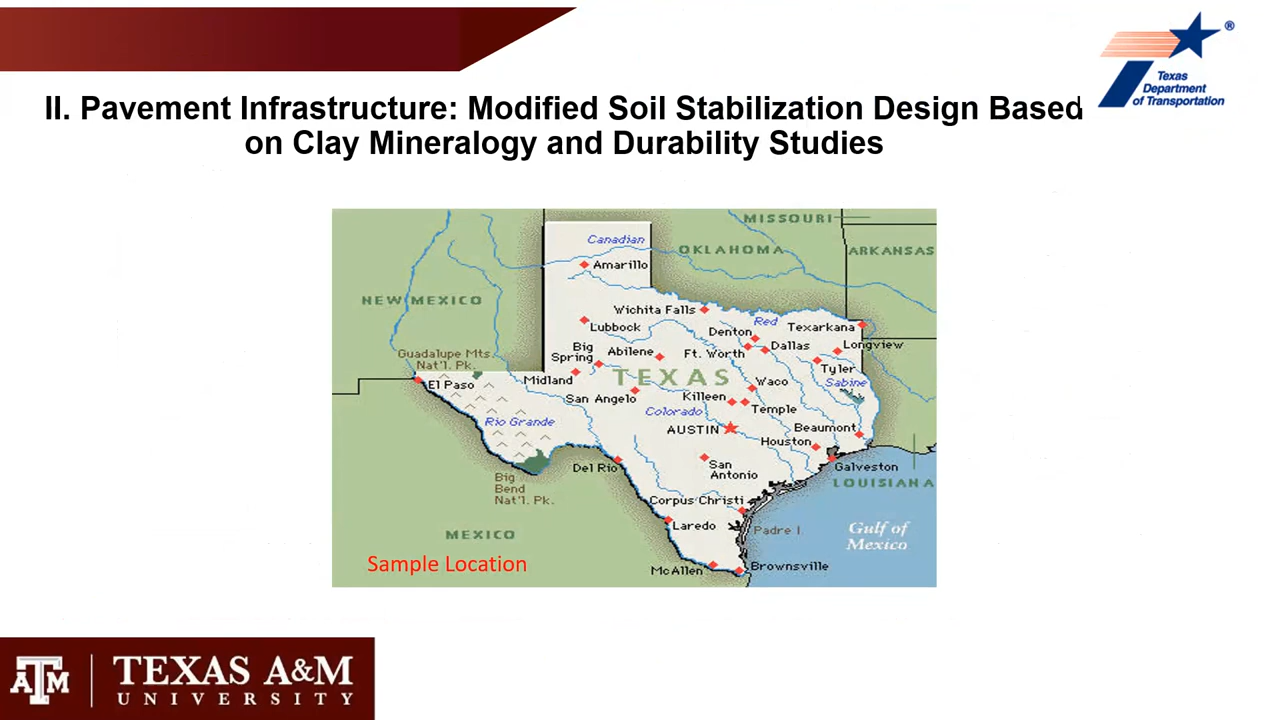 ®
Texas
Department
of Transportation
II. Pavement Infrastructure: Modified Soil Stabilization Design Based
on Clay Mineralogy and Durability Studies
MISSOURI
Canadian
OKLAHOMA
ARKANSAS
Amarillo
NEW MEXICO
Wichita Falls
Red
Lubbock
Denton
Texarkana
Big
Spring
Abilene
Ft. Worth
Dallas
Longview
Guadalupe Mts.
Nat'l. Pk.
Tyler
El Paso
Midland
TEXAS
Waco
Sabine
San Angelo
Killeen
Temple
Rio Grande
Colorado
AUSTIN
Beaumont
Houston
Del Rio
San
Antonio
Galveston
LOUISIANA
Big
Bend
Nat'l. Pk.
Corpus Christi
Laredo
Padre I.
Gulf of
Mexico
MEXICO
Sample Location
McAllen
Brownsville
ATM
TEXAS A&M
UNIVERSITY